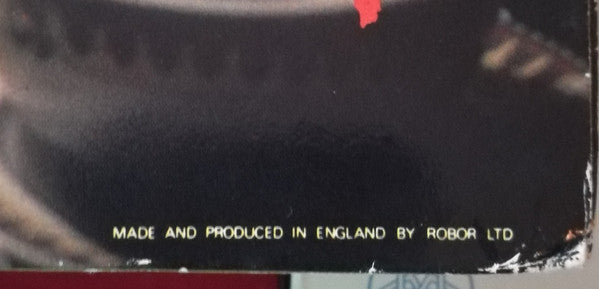 MADE AND PRODUCED IN ENGLAND BY ROBOR LTD